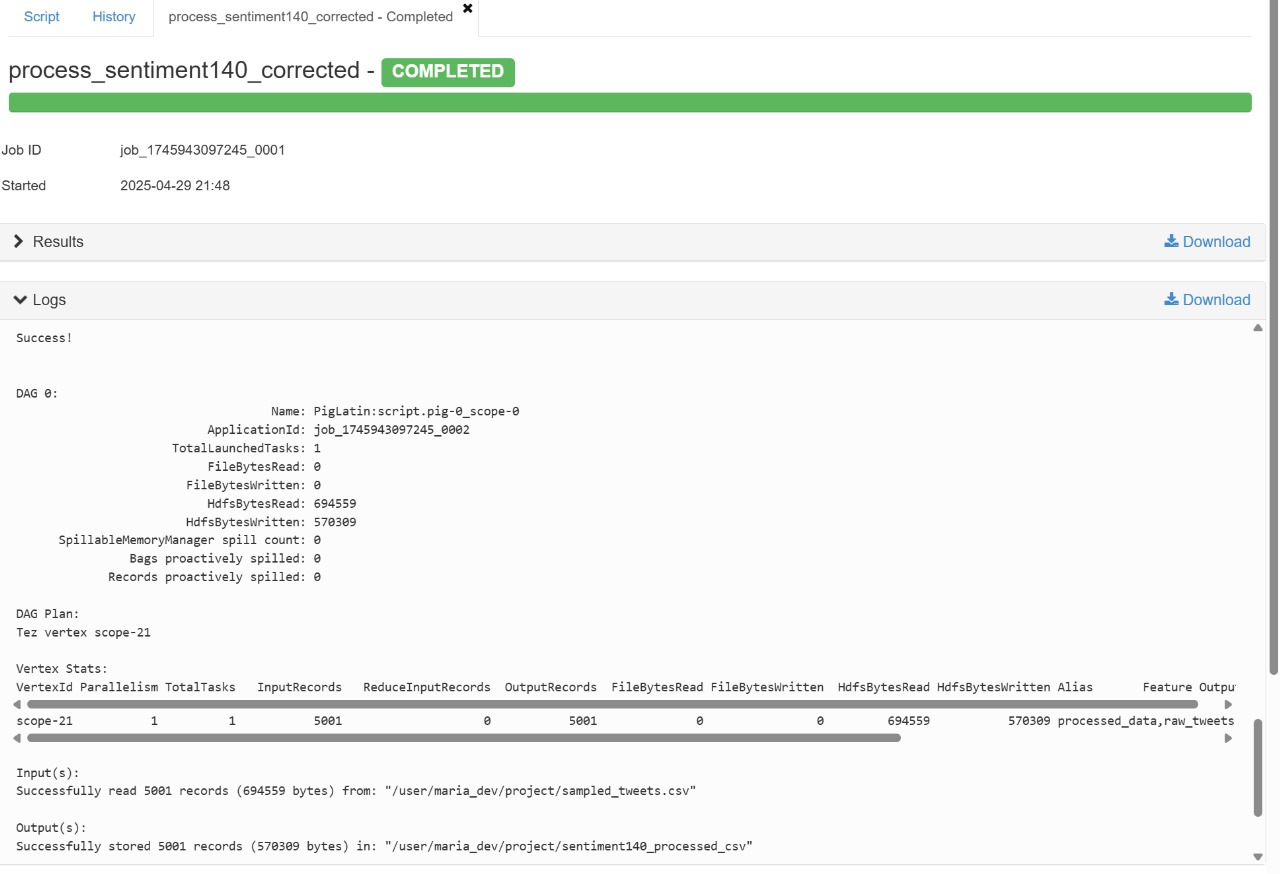 Script History process_sentiment140_corrected - Completed ✖
process_sentiment140_corrected - COMPLETED
Job ID job_1745943097245_0001
Started 2025-04-29 21:48
Results Download
Logs Download
Success!
DAG 0:
Name: PigLatin:script.pig-0_scope-0
ApplicationId: job_1745943097245_0002
TotalLaunchedTasks: 1
FileBytesRead: 0
FileBytesWritten: 0
HdfsBytesRead: 694559
HdfsBytesWritten: 570309
SpillableMemoryManager spill count: 0
Bags proactively spilled: 0
Records proactively spilled: 0
DAG Plan:
Tez vertex scope-21
Vertex Stats:
VertexId Parallelism TotalTasks InputRecords ReduceInputRecords OutputRecords FileBytesRead FileBytesWritten HdfsBytesRead HdfsBytesWritten Alias Feature Outpu
scope-21 1 1 5001 0 5001 0 0 694559 570309 processed_data,raw_tweets
Input(s):
Successfully read 5001 records (694559 bytes) from: "/user/maria_dev/project/sampled_tweets.csv"
Output(s):
Successfully stored 5001 records (570309 bytes) in: "/user/maria_dev/project/sentiment140_processed_csv"